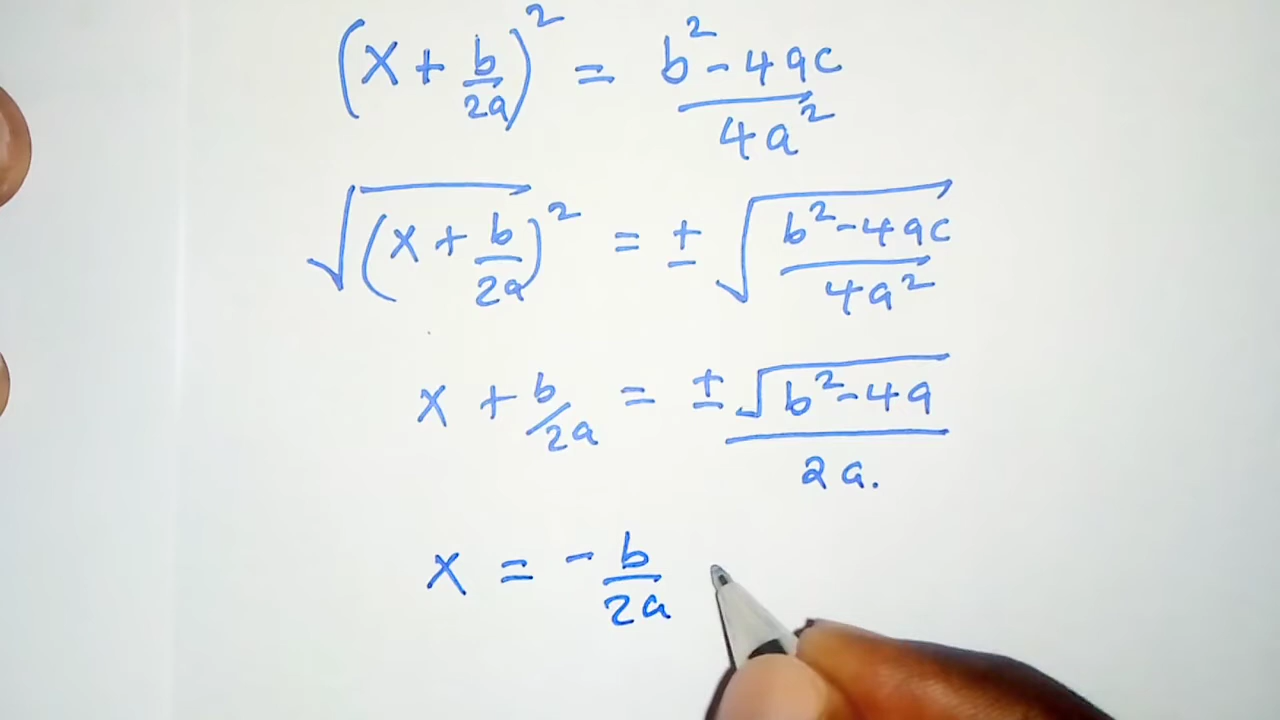 (x + b/2a)² = b² - 4ac / 4a²
√(x + b/2a)² = ± √ b² - 4ac / 4a²
x + b/2a = ± √b² - 4a / 2a.
x = - b/2a